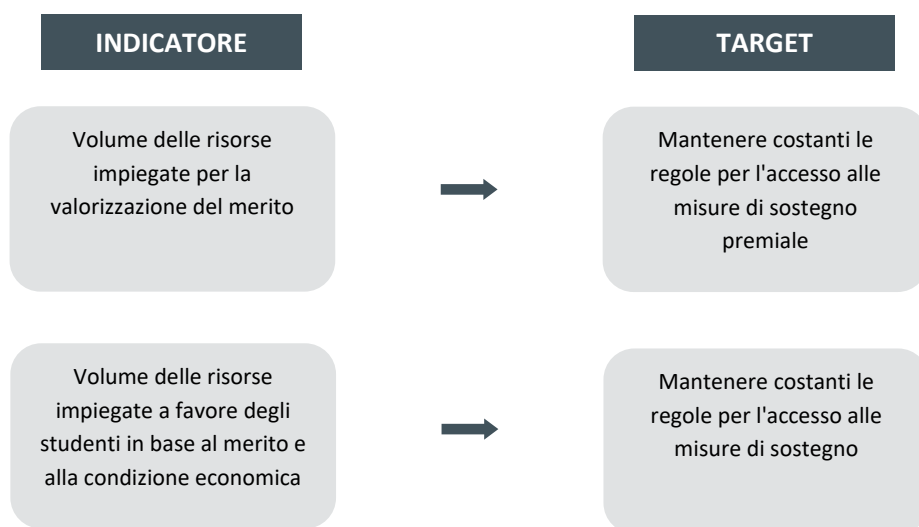 INDICATORE
TARGET
Volume delle risorse
impiegate per la
valorizzazione del merito
Mantenere costanti le
regole per l'accesso alle
misure di sostegno
premiale
Volume delle risorse
impiegate a favore degli
studenti in base al merito e
alla condizione economica
Mantenere costanti le
regole per l'accesso alle
misure di sostegno